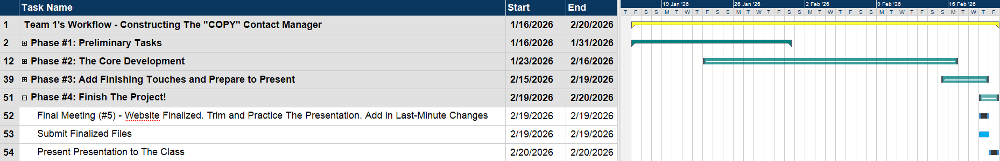 Task Name Start End 19 Jan '26 26 Jan '26 2 Feb '26 9 Feb '26 16 Feb '26
T F S S M T W T F S S M T W T F S S M T W T F S S M T W T F S S M T W T F
1 Team 1's Workflow - Constructing The "COPY" Contact Manager 1/16/2026 2/20/2026
2 Phase #1: Preliminary Tasks 1/16/2026 1/31/2026
12 Phase #2: The Core Development 1/23/2026 2/16/2026
39 Phase #3: Add Finishing Touches and Prepare to Present 2/15/2026 2/19/2026
51 Phase #4: Finish The Project! 2/19/2026 2/20/2026
52 Final Meeting (#5) - Website Finalized. Trim and Practice The Presentation. Add in Last-Minute Changes 2/19/2026 2/19/2026
53 Submit Finalized Files 2/19/2026 2/19/2026
54 Present Presentation to The Class 2/20/2026 2/20/2026